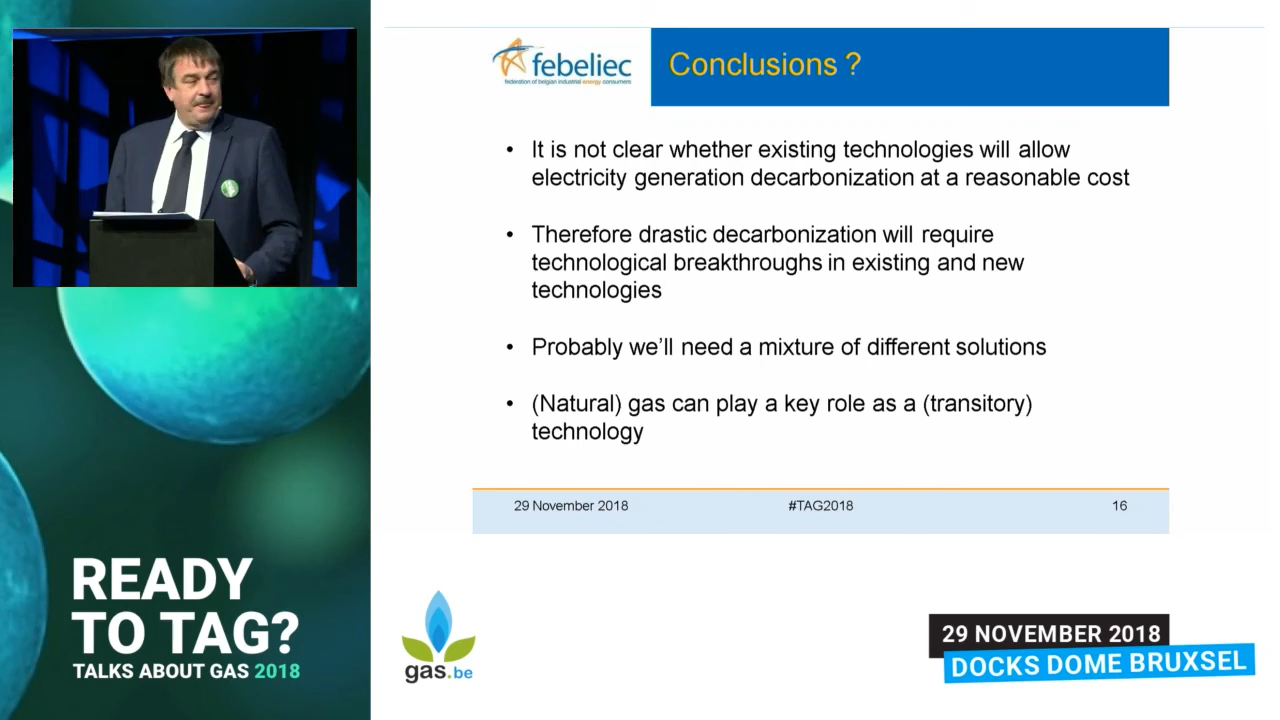 febeliec
federation of belgian industrial energy consumers
Conclusions ?
• It is not clear whether existing technologies will allow
electricity generation decarbonization at a reasonable cost
• Therefore drastic decarbonization will require
technological breakthroughs in existing and new
technologies
• Probably we'll need a mixture of different solutions
• (Natural) gas can play a key role as a (transitory)
technology
29 November 2018
#TAG2018
16
READY
TO TAG?
TALKS ABOUT GAS 2018
gas.be
29 NOVEMBER 2018
DOCKS DOME BRUXSEL